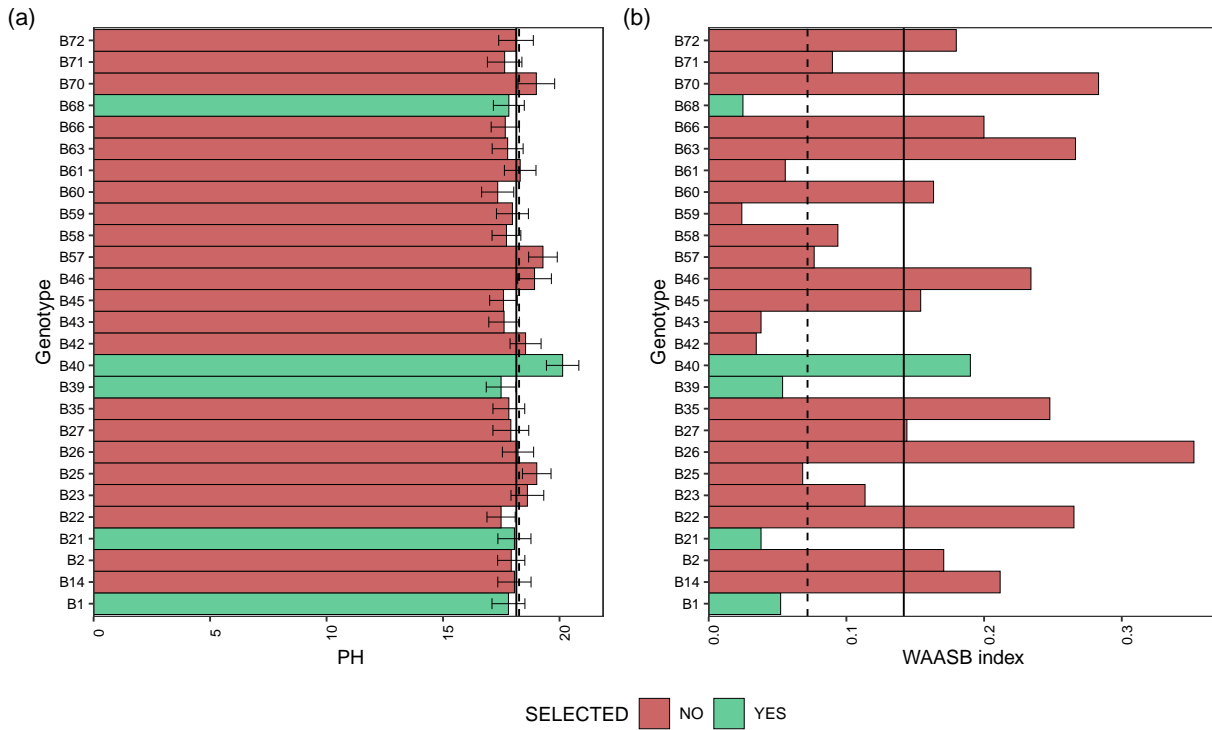 (a)
B72
B71
B70
B68
B66
B63
B61
B60
B59
B58
B57
B46
B45
B43
B42
B40
B39
B35
B27
B26
B25
B23
B22
B21
B2
B14
B1
Genotype
0
5
10
15
20
PH
(b)
B72
B71
B70
B68
B66
B63
B61
B60
B59
B58
B57
B46
B45
B43
B42
B40
B39
B35
B27
B26
B25
B23
B22
B21
B2
B14
B1
Genotype
0.0
0.1
0.2
0.3
WAASB index
SELECTED NO YES